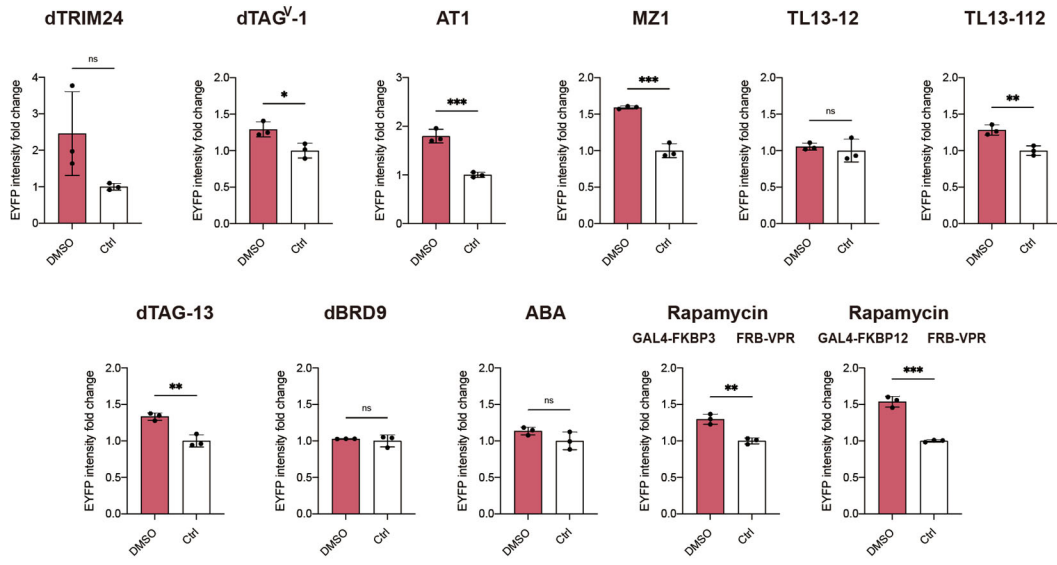 dTRIM24
EYFP intensity fold change
4
3
2
1
0
ns
DMSO
Ctrl
dTAGⱽ-1
EYFP intensity fold change
2.0
1.5
1.0
0.5
0.0
*
DMSO
Ctrl
AT1
EYFP intensity fold change
3
2
1
0
***
DMSO
Ctrl
MZ1
EYFP intensity fold change
2.0
1.5
1.0
0.5
0.0
***
DMSO
Ctrl
TL13-12
EYFP intensity fold change
2.0
1.5
1.0
0.5
0.0
ns
DMSO
Ctrl
TL13-112
EYFP intensity fold change
2.0
1.5
1.0
0.5
0.0
**
DMSO
Ctrl
dTAG-13
EYFP intensity fold change
2.0
1.5
1.0
0.5
0.0
**
DMSO
Ctrl
dBRD9
EYFP intensity fold change
2.0
1.5
1.0
0.5
0.0
ns
DMSO
Ctrl
ABA
EYFP intensity fold change
2.0
1.5
1.0
0.5
0.0
ns
DMSO
Ctrl
Rapamycin
GAL4-FKBP3 FRB-VPR
EYFP intensity fold change
2.0
1.5
1.0
0.5
0.0
**
DMSO
Ctrl
Rapamycin
GAL4-FKBP12 FRB-VPR
EYFP intensity fold change
2.0
1.5
1.0
0.5
0.0
***
DMSO
Ctrl